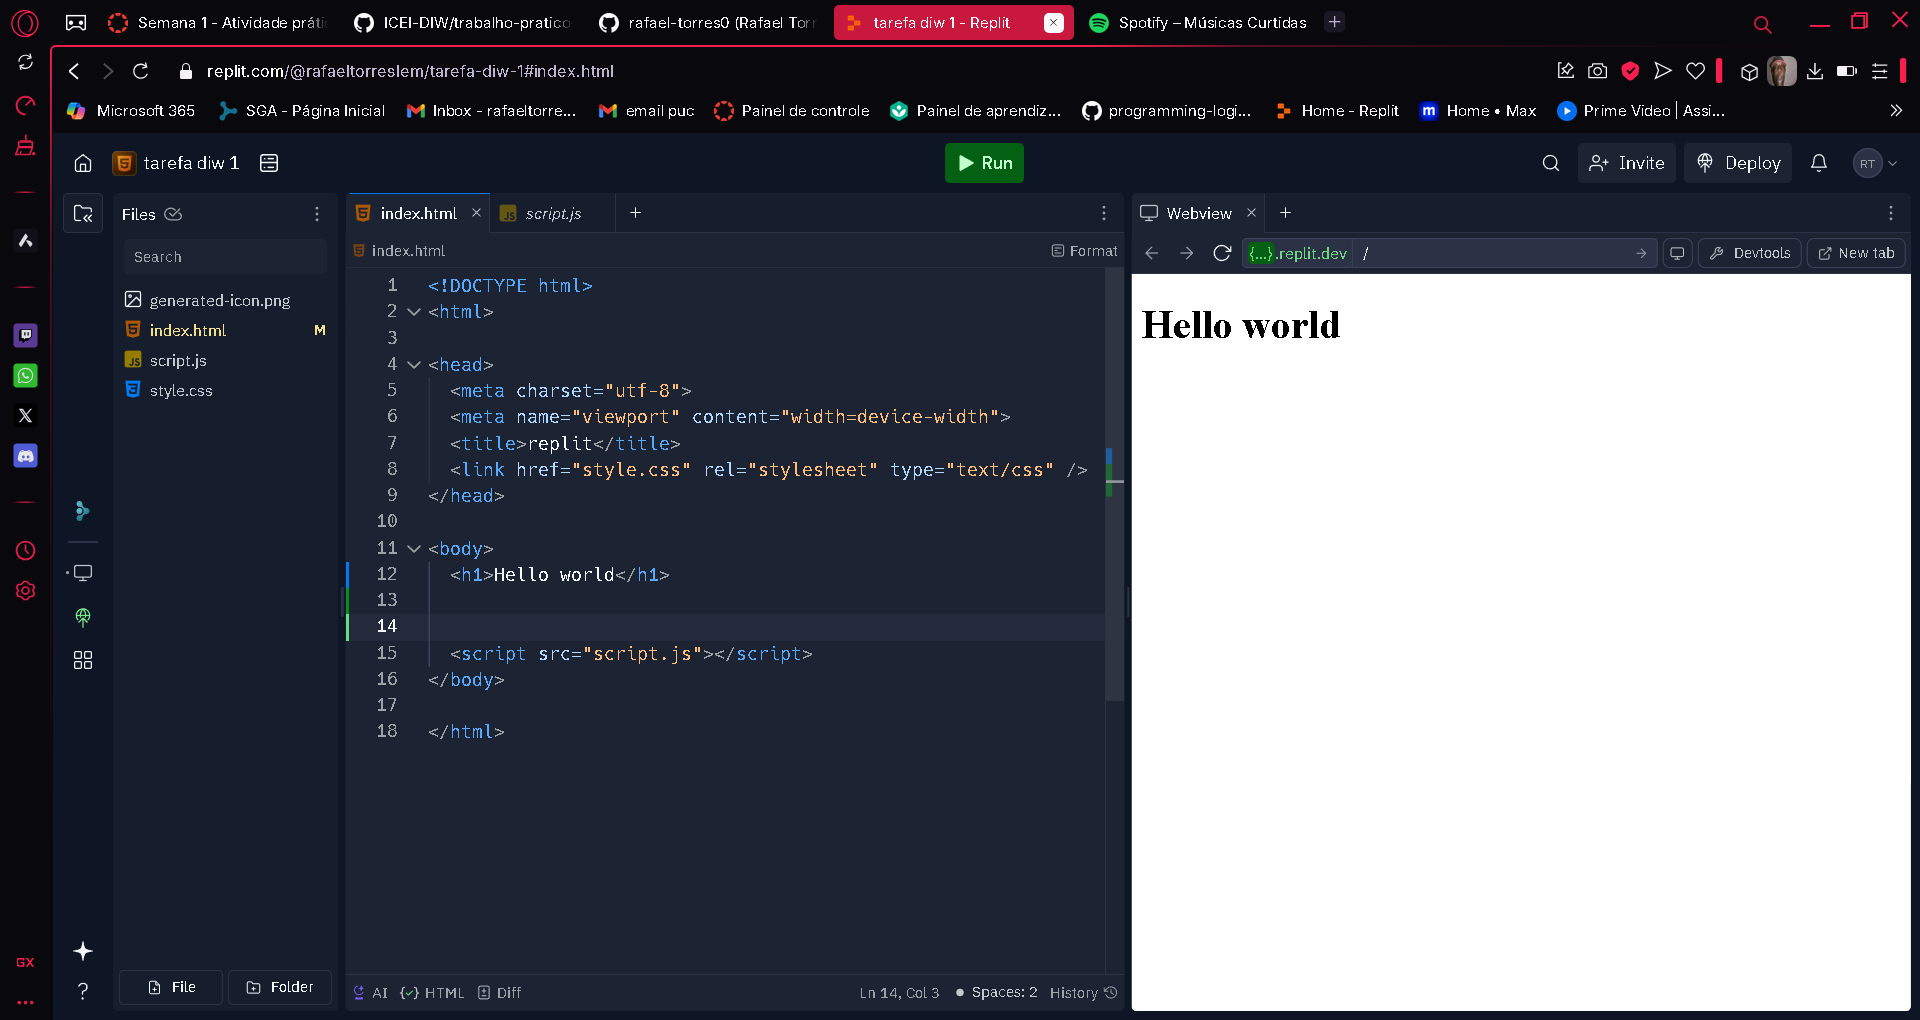 Semana 1 - Atividade práti
ICEI-DIW/trabalho-pratico
rafael-torres0 (Rafael Torr
tarefa diw 1 - Replit
Spotify – Músicas Curtidas
replit.com/@rafaeltorreslem/tarefa-diw-1#index.html
Microsoft 365
SGA - Página Inicial
Inbox - rafaeltorre...
email puc
Painel de controle
Painel de aprendiz...
programming-logi...
Home - Replit
m
Home • Max
Prime Video | Assi...
tarefa diw 1
Run
Invite
Deploy
RT
Files
index.html
JS script.js
Webview
Search
index.html
Format
{...}.replit.dev /
Devtools
New tab
generated-icon.png
index.html M
JS script.js
style.css
1 <!DOCTYPE html>
2 <html>
3
4 <head>
5 <meta charset="utf-8">
6 <meta name="viewport" content="width=device-width">
7 <title>replit</title>
8 <link href="style.css" rel="stylesheet" type="text/css" />
9 </head>
10
11 <body>
12 <h1>Hello world</h1>
13
14
15 <script src="script.js"></script>
16 </body>
17
18 </html>
Hello world
GX
?
File
Folder
AI
HTML
Diff
Ln 14, Col 3
Spaces: 2
History